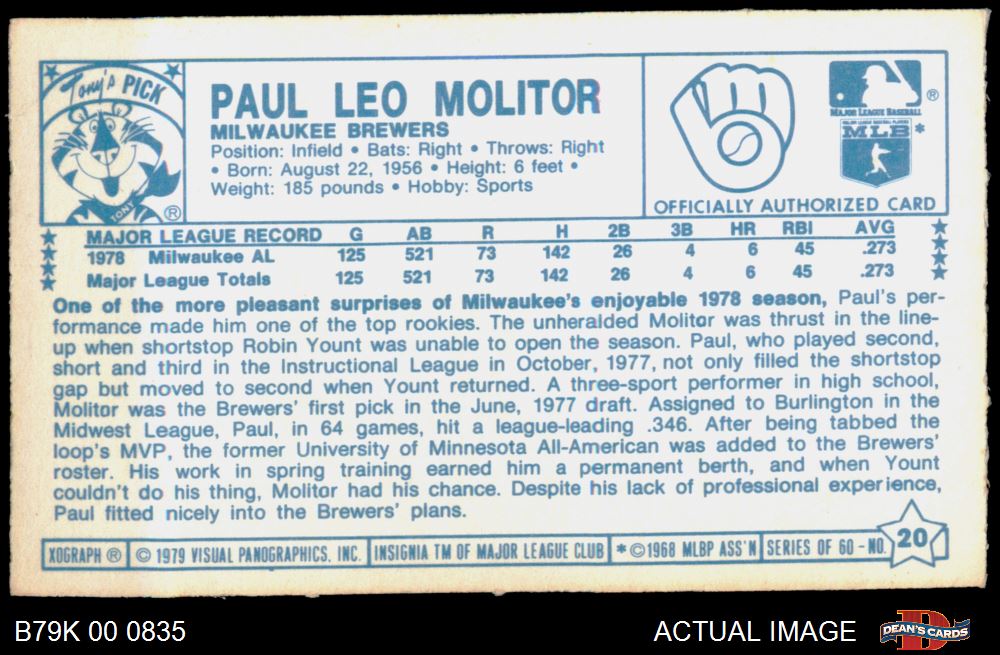 Tony's PICK
TONY ®
PAUL LEO MOLITOR
MILWAUKEE BREWERS
Position: Infield • Bats: Right • Throws: Right
• Born: August 22, 1956 • Height: 6 feet •
Weight: 185 pounds • Hobby: Sports
mb
MAJOR LEAGUE BASEBALL ®
MAJOR LEAGUE BASEBALL PLAYERS
MLB *
OFFICIALLY AUTHORIZED CARD
MAJOR LEAGUE RECORD G AB R H 2B 3B HR RBI AVG
1978 Milwaukee AL 125 521 73 142 26 4 6 45 .273
Major League Totals 125 521 73 142 26 4 6 45 .273
One of the more pleasant surprises of Milwaukee's enjoyable 1978 season, Paul's per-
formance made him one of the top rookies. The unheralded Molitor was thrust in the line-
up when shortstop Robin Yount was unable to open the season. Paul, who played second,
short and third in the Instructional League in October, 1977, not only filled the shortstop
gap but moved to second when Yount returned. A three-sport performer in high school,
Molitor was the Brewers' first pick in the June, 1977 draft. Assigned to Burlington in the
Midwest League, Paul, in 64 games, hit a league-leading .346. After being tabbed the
loop's MVP, the former University of Minnesota All-American was added to the Brewers'
roster. His work in spring training earned him a permanent berth, and when Yount
couldn't do his thing, Molitor had his chance. Despite his lack of professional experience,
Paul fitted nicely into the Brewers' plans.
XOGRAPH ® © 1979 VISUAL PANOGRAPHICS, INC. INSIGNIA TM OF MAJOR LEAGUE CLUB * © 1968 MLBP ASS'N SERIES OF 60 - NO. 20
B79K 00 0835 ACTUAL IMAGE DEAN'S CARDS